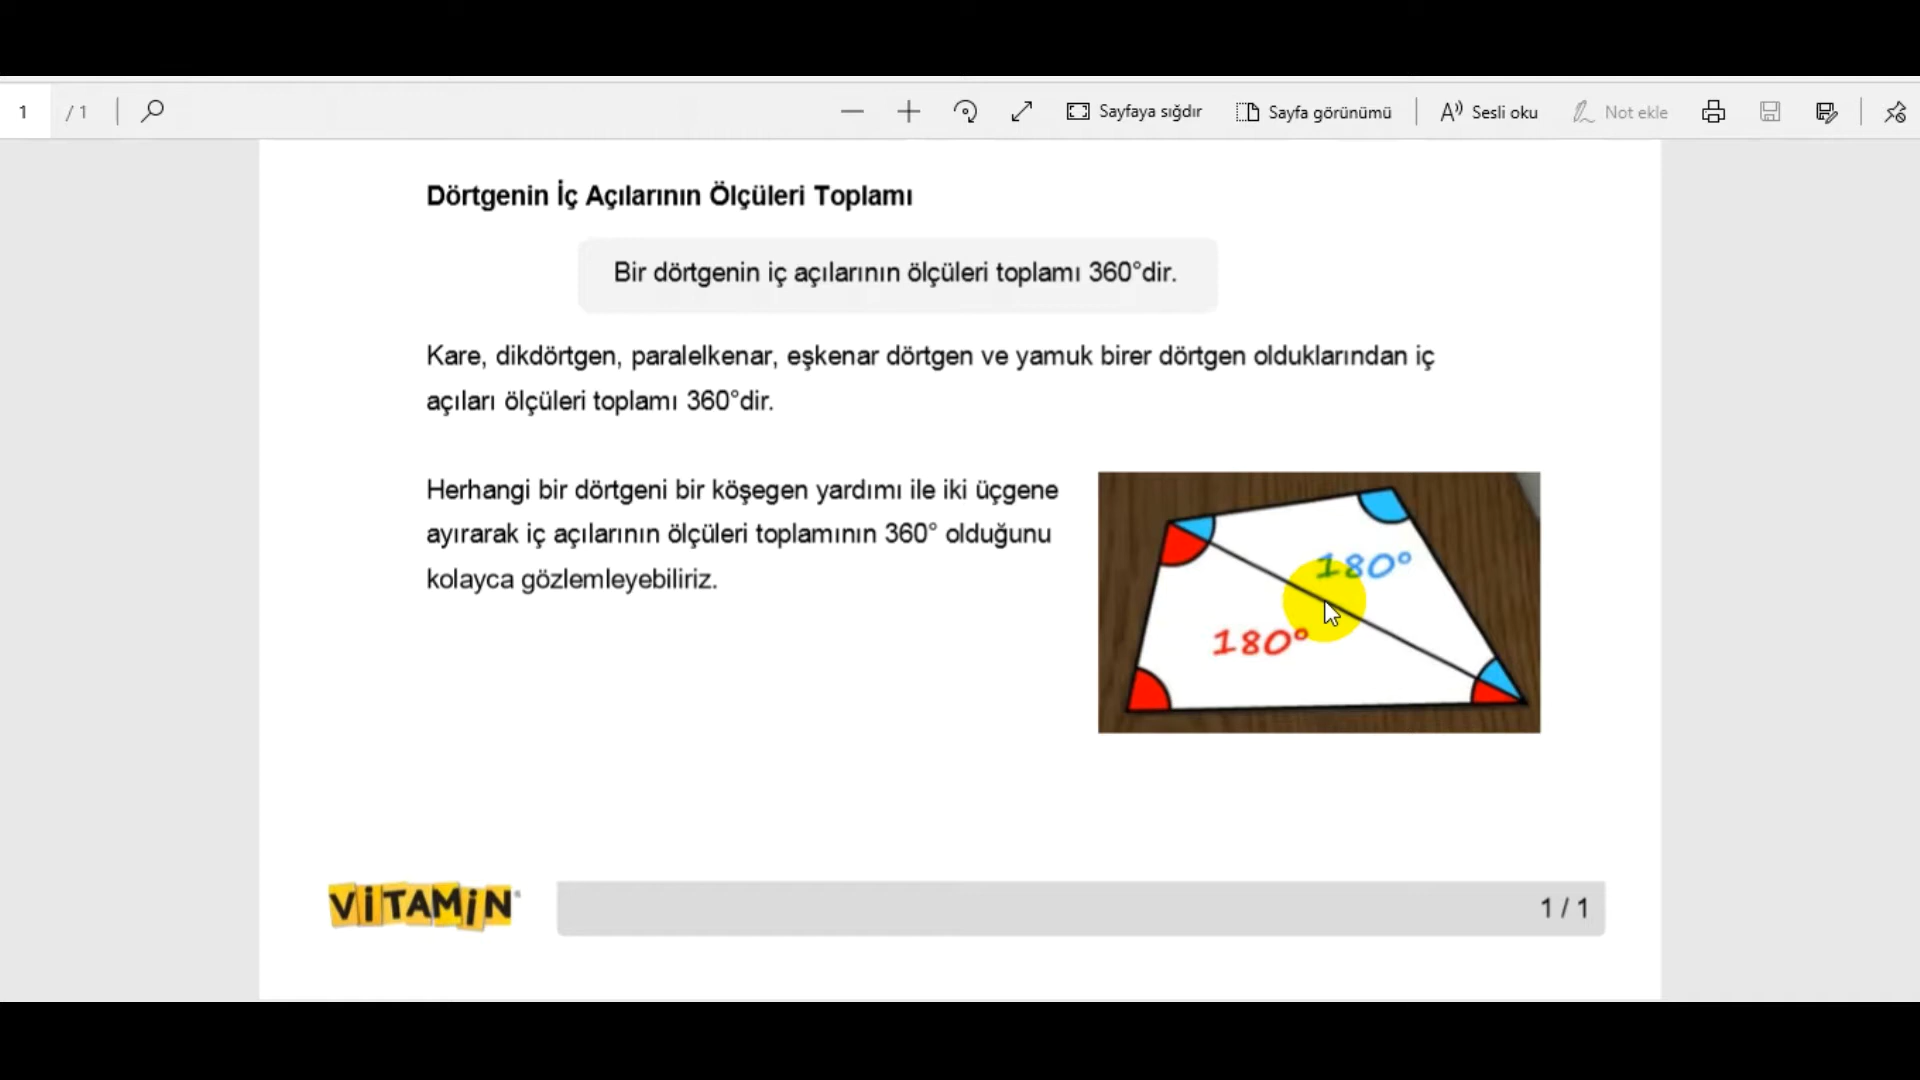 1 / 1 Sayfaya sığdır Sayfa görünümü Sesli oku Not ekle
Dörtgenin İç Açılarının Ölçüleri Toplamı
Bir dörtgenin iç açılarının ölçüleri toplamı 360°dir.
Kare, dikdörtgen, paralelkenar, eşkenar dörtgen ve yamuk birer dörtgen olduklarından iç
açıları ölçüleri toplamı 360°dir.
Herhangi bir dörtgeni bir köşegen yardımı ile iki üçgene
ayırarak iç açılarının ölçüleri toplamının 360° olduğunu
kolayca gözlemleyebiliriz.
180°
180°
VİTAMİN
1 / 1